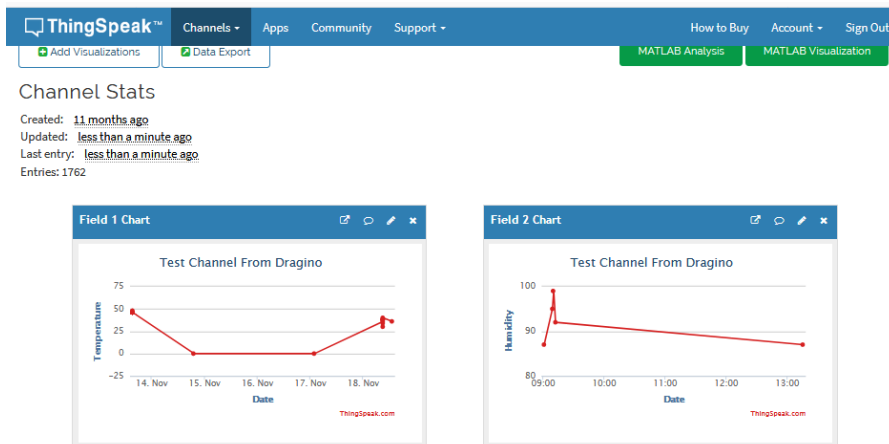 ThingSpeak™ Channels Apps Community Support How to Buy Account Sign Out
Add Visualizations Data Export MATLAB Analysis MATLAB Visualization
Channel Stats
Created: 11 months ago
Updated: less than a minute ago
Last entry: less than a minute ago
Entries: 1762
Field 1 Chart
Test Channel From Dragino
Temperature
75
50
25
0
-25
14. Nov 15. Nov 16. Nov 17. Nov 18. Nov
Date
ThingSpeak.com
Field 2 Chart
Test Channel From Dragino
Humidity
100
90
80
09:00 10:00 11:00 12:00 13:00
Date
ThingSpeak.com